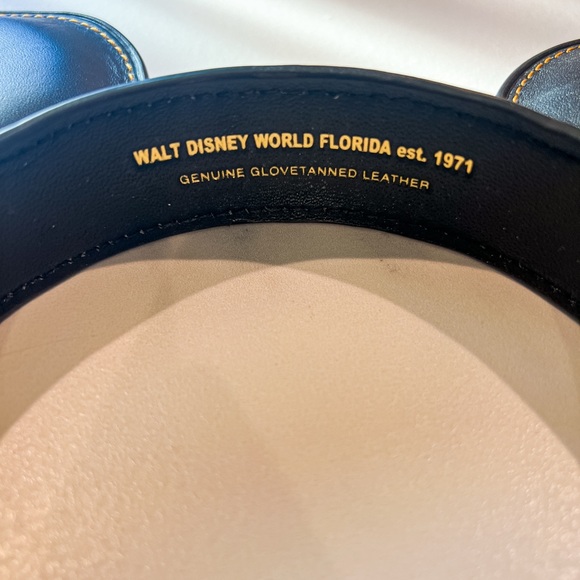 WALT DISNEY WORLD FLORIDA est. 1971
GENUINE GLOVETANNED LEATHER